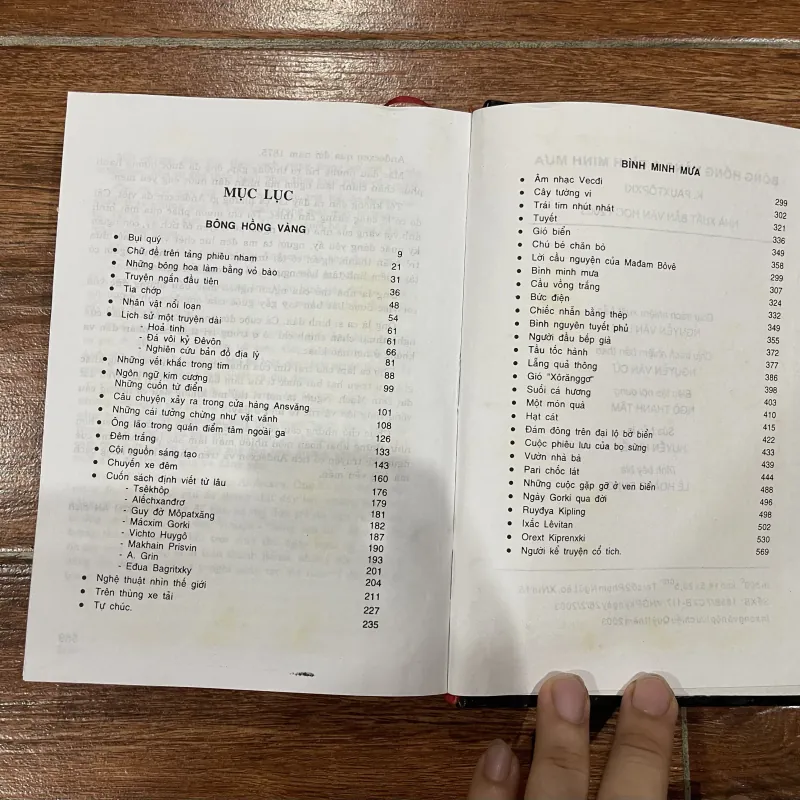 MỤC LỤC
BÔNG HỒNG VÀNG
• Bụi quý 9
• Chữ đề trên tảng phiêu nham 21
• Những bông hoa làm bằng vỏ bào 31
• Truyện ngắn đầu tiên 36
• Tia chớp 48
• Nhân vật nổi loạn 54
• Lịch sử một truyện dài 61
- Hoả tinh 61
- Đá vôi kỷ Đêvôn 66
- Nghiên cứu bản đồ địa lý 81
• Những vết khắc trong tim 88
• Ngôn ngữ kim cương 99
Những cuốn từ điển
• Câu chuyện xảy ra trong cửa hàng Ansvăng 101
• Những cái tưởng chừng như vặt vãnh 108
• Ông lão trong quán điểm tâm ngoài ga 126
• Đêm trắng 133
• Cội nguồn sáng tạo 143
• Chuyến xe đêm 160
• Cuốn sách định viết từ lâu 176
- Tsêkhôp 179
- Alếchxanđrơ 181
- Guy đờ Môpatxăng 182
- Măcxim Gorki 187
- Vichto Huygô 190
- Makhain Prisvin 193
- A. Grin 201
- Eđua Bagritxky 204
• Nghệ thuật nhìn thế giới 211
• Trên thùng xe tải 227
• Tự chúc. 235
BÌNH MINH MƯA
• Âm nhạc Vecđi 299
• Cây tường vi 302
• Trái tim nhút nhát 321
• Tuyết 336
• Gió biển 349
• Chú bé chăn bò 358
• Lời cầu nguyện của Mađam Bôvê 299
• Bình minh mưa 307
• Cầu vồng trắng 324
• Bức điện 332
• Chiếc nhẫn bằng thép 349
• Bình nguyên tuyết phủ 355
• Người đầu bếp già 372
• Tầu tốc hành 377
• Lẵng quả thông 386
• Gió "Xôrănggơ" 398
• Suối cá hương 403
• Một món quà 410
• Hạt cát 415
• Đám đông trên đại lộ bờ biển 422
• Cuộc phiêu lưu của bọ sừng 433
• Vườn nhà bà 439
• Pari chốc lát 444
• Những cuộc gặp gỡ ở ven biển 488
• Ngày Gorki qua đời 496
• Ruyđya Kipling 498
• Ixắc Lêvitan 502
• Orext Kiprenxki 530
• Người kể truyện cổ tích. 569